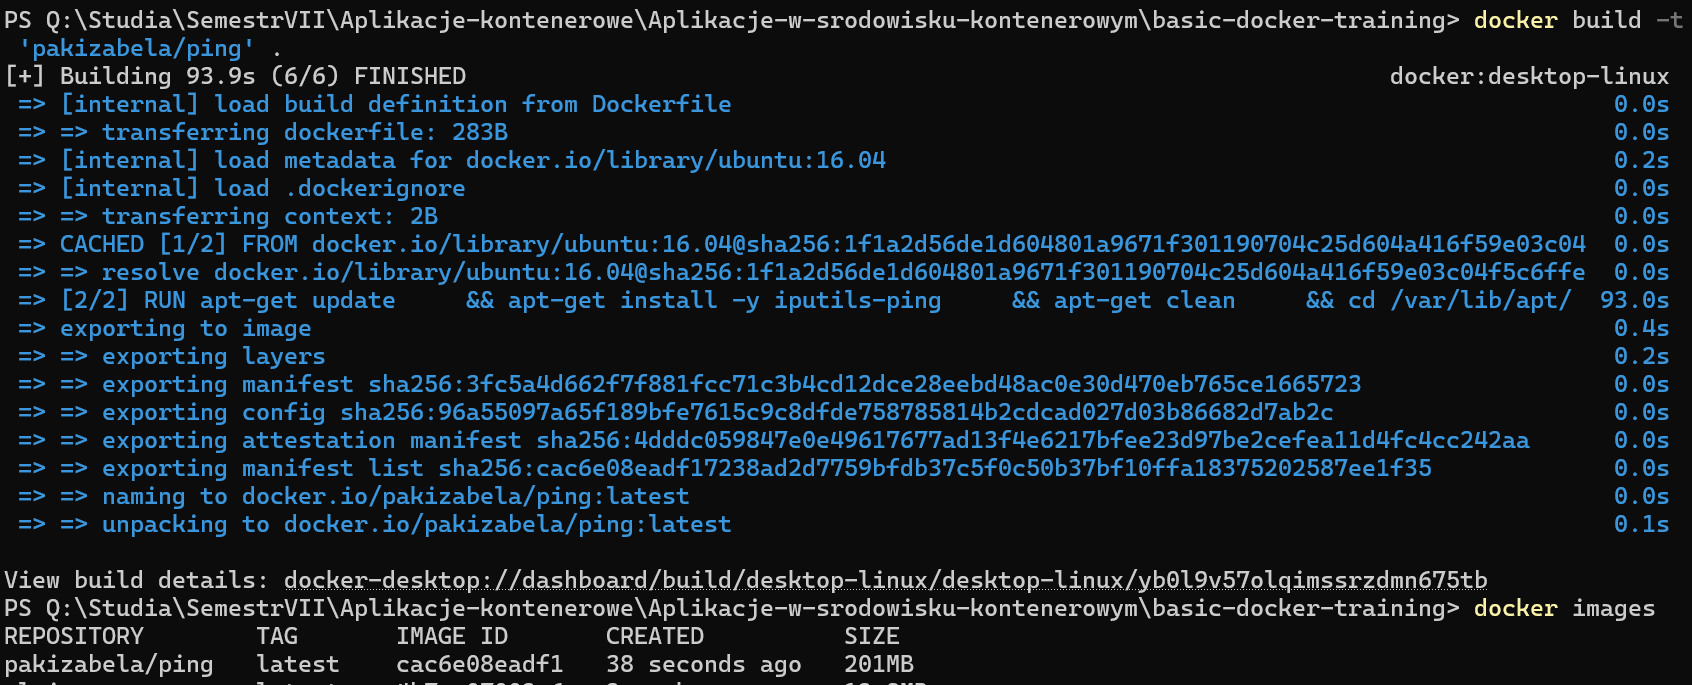 PS Q:\Studia\SemestrVII\Aplikacje-kontenerowe\Aplikacje-w-srodowisku-kontenerowym\basic-docker-training> docker build -t
'pakizabela/ping' .
[+] Building 93.9s (6/6) FINISHED docker:desktop-linux
=> [internal] load build definition from Dockerfile 0.0s
=> => transferring dockerfile: 283B 0.0s
=> [internal] load metadata for docker.io/library/ubuntu:16.04 0.2s
=> [internal] load .dockerignore 0.0s
=> => transferring context: 2B 0.0s
=> CACHED [1/2] FROM docker.io/library/ubuntu:16.04@sha256:1f1a2d56de1d604801a9671f301190704c25d604a416f59e03c04 0.0s
=> => resolve docker.io/library/ubuntu:16.04@sha256:1f1a2d56de1d604801a9671f301190704c25d604a416f59e03c04f5c6ffe 0.0s
=> [2/2] RUN apt-get update && apt-get install -y iputils-ping && apt-get clean && cd /var/lib/apt/ 93.0s
=> exporting to image 0.4s
=> => exporting layers 0.2s
=> => exporting manifest sha256:3fc5a4d662f7f881fcc71c3b4cd12dce28eebd48ac0e30d470eb765ce1665723 0.0s
=> => exporting config sha256:96a55097a65f189bfe7615c9c8dfde758785814b2cdcad027d03b86682d7ab2c 0.0s
=> => exporting attestation manifest sha256:4dddc059847e0e49617677ad13f4e6217bfee23d97be2cefea11d4fc4cc242aa 0.0s
=> => exporting manifest list sha256:cac6e08eadf17238ad2d7759bfdb37c5f0c50b37bf10ffa18375202587ee1f35 0.0s
=> => naming to docker.io/pakizabela/ping:latest 0.0s
=> => unpacking to docker.io/pakizabela/ping:latest 0.1s
View build details: docker-desktop://dashboard/build/desktop-linux/desktop-linux/yb0l9v57olqimssrzdmn675tb
PS Q:\Studia\SemestrVII\Aplikacje-kontenerowe\Aplikacje-w-srodowisku-kontenerowym\basic-docker-training> docker images
REPOSITORY TAG IMAGE ID CREATED SIZE
pakizabela/ping latest cac6e08eadf1 38 seconds ago 201MB